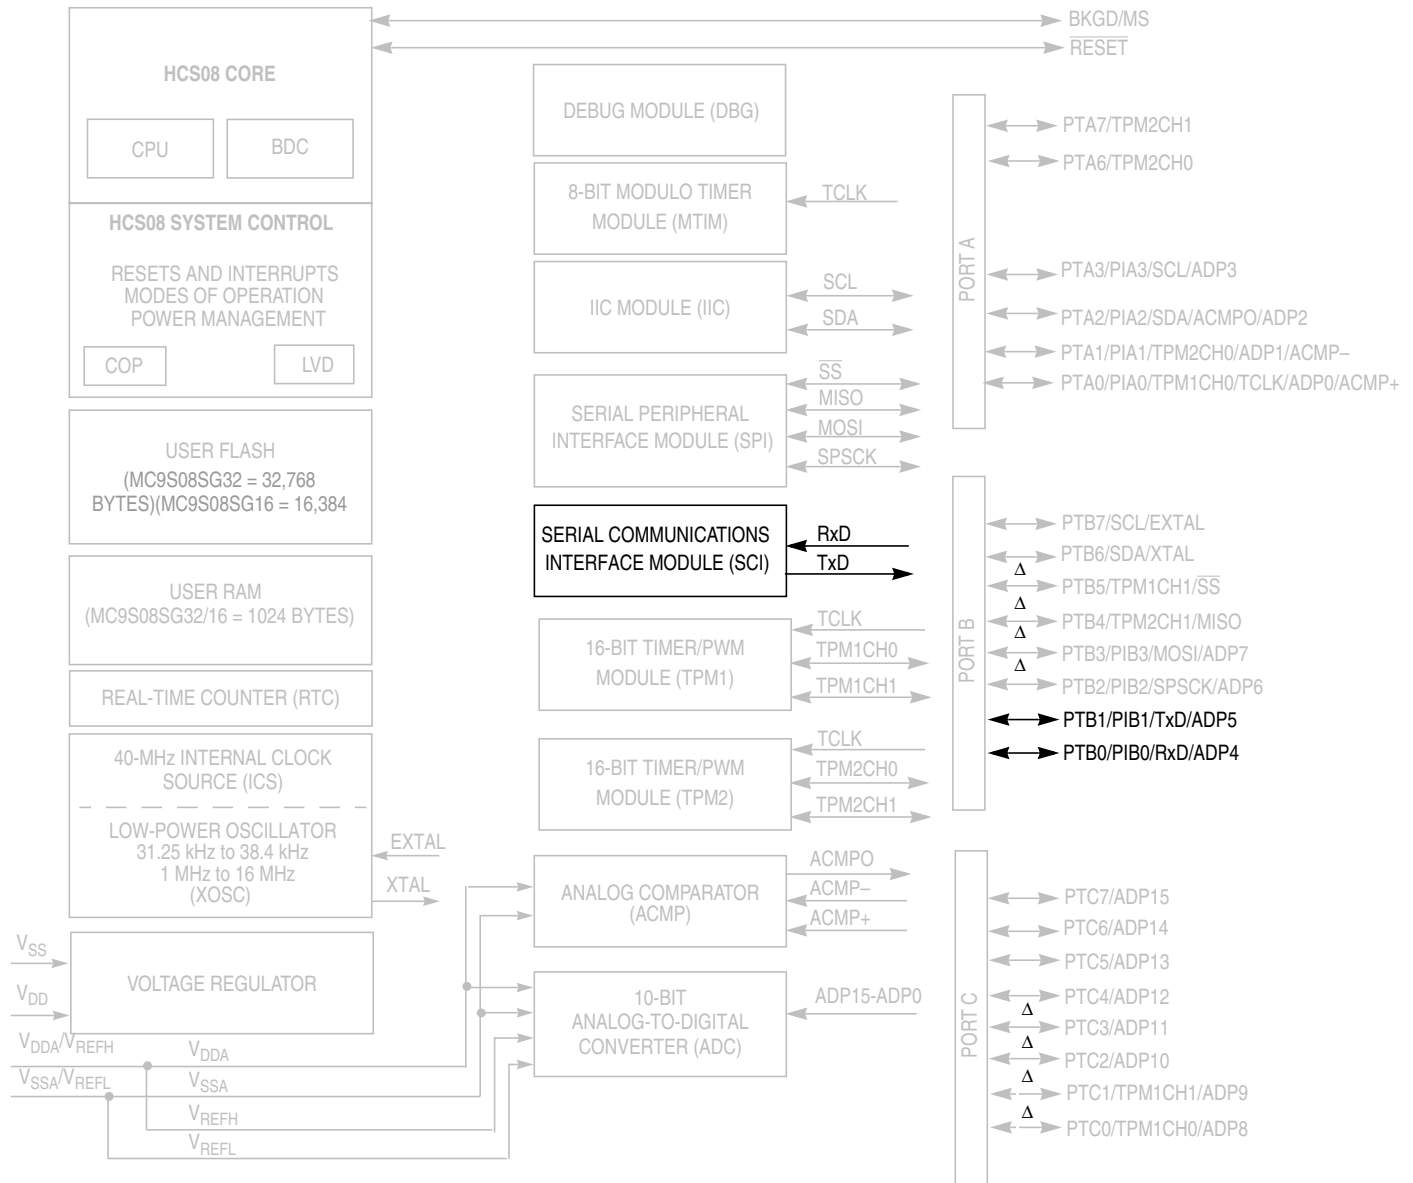 BKGD/MS
RESET
HCS08 CORE
CPU
BDC
HCS08 SYSTEM CONTROL
RESETS AND INTERRUPTS
MODES OF OPERATION
POWER MANAGEMENT
COP
LVD
USER FLASH
(MC9S08SG32 = 32,768
BYTES)(MC9S08SG16 = 16,384
USER RAM
(MC9S08SG32/16 = 1024 BYTES)
REAL-TIME COUNTER (RTC)
40-MHz INTERNAL CLOCK
SOURCE (ICS)
LOW-POWER OSCILLATOR
31.25 kHz to 38.4 kHz
1 MHz to 16 MHz
(XOSC)
EXTAL
XTAL
VSS
VDD
VOLTAGE REGULATOR
VDDA/VREFH
VSSA/VREFL
VDDA
VSSA
VREFH
VREFL
DEBUG MODULE (DBG)
8-BIT MODULO TIMER
MODULE (MTIM)
TCLK
IIC MODULE (IIC)
SCL
SDA
SERIAL PERIPHERAL
INTERFACE MODULE (SPI)
SS
MISO
MOSI
SPSCK
SERIAL COMMUNICATIONS
INTERFACE MODULE (SCI)
RxD
TxD
16-BIT TIMER/PWM
MODULE (TPM1)
TCLK
TPM1CH0
TPM1CH1
16-BIT TIMER/PWM
MODULE (TPM2)
TCLK
TPM2CH0
TPM2CH1
ANALOG COMPARATOR
(ACMP)
ACMPO
ACMP–
ACMP+
10-BIT
ANALOG-TO-DIGITAL
CONVERTER (ADC)
ADP15-ADP0
PORT A
PTA7/TPM2CH1
PTA6/TPM2CH0
PTA3/PIA3/SCL/ADP3
PTA2/PIA2/SDA/ACMPO/ADP2
PTA1/PIA1/TPM2CH0/ADP1/ACMP–
PTA0/PIA0/TPM1CH0/TCLK/ADP0/ACMP+
PORT B
PTB7/SCL/EXTAL
PTB6/SDA/XTAL
Δ
PTB5/TPM1CH1/SS
Δ
PTB4/TPM2CH1/MISO
Δ
PTB3/PIB3/MOSI/ADP7
Δ
PTB2/PIB2/SPSCK/ADP6
PTB1/PIB1/TxD/ADP5
PTB0/PIB0/RxD/ADP4
PORT C
PTC7/ADP15
PTC6/ADP14
PTC5/ADP13
PTC4/ADP12
Δ
PTC3/ADP11
Δ
PTC2/ADP10
Δ
PTC1/TPM1CH1/ADP9
Δ
PTC0/TPM1CH0/ADP8